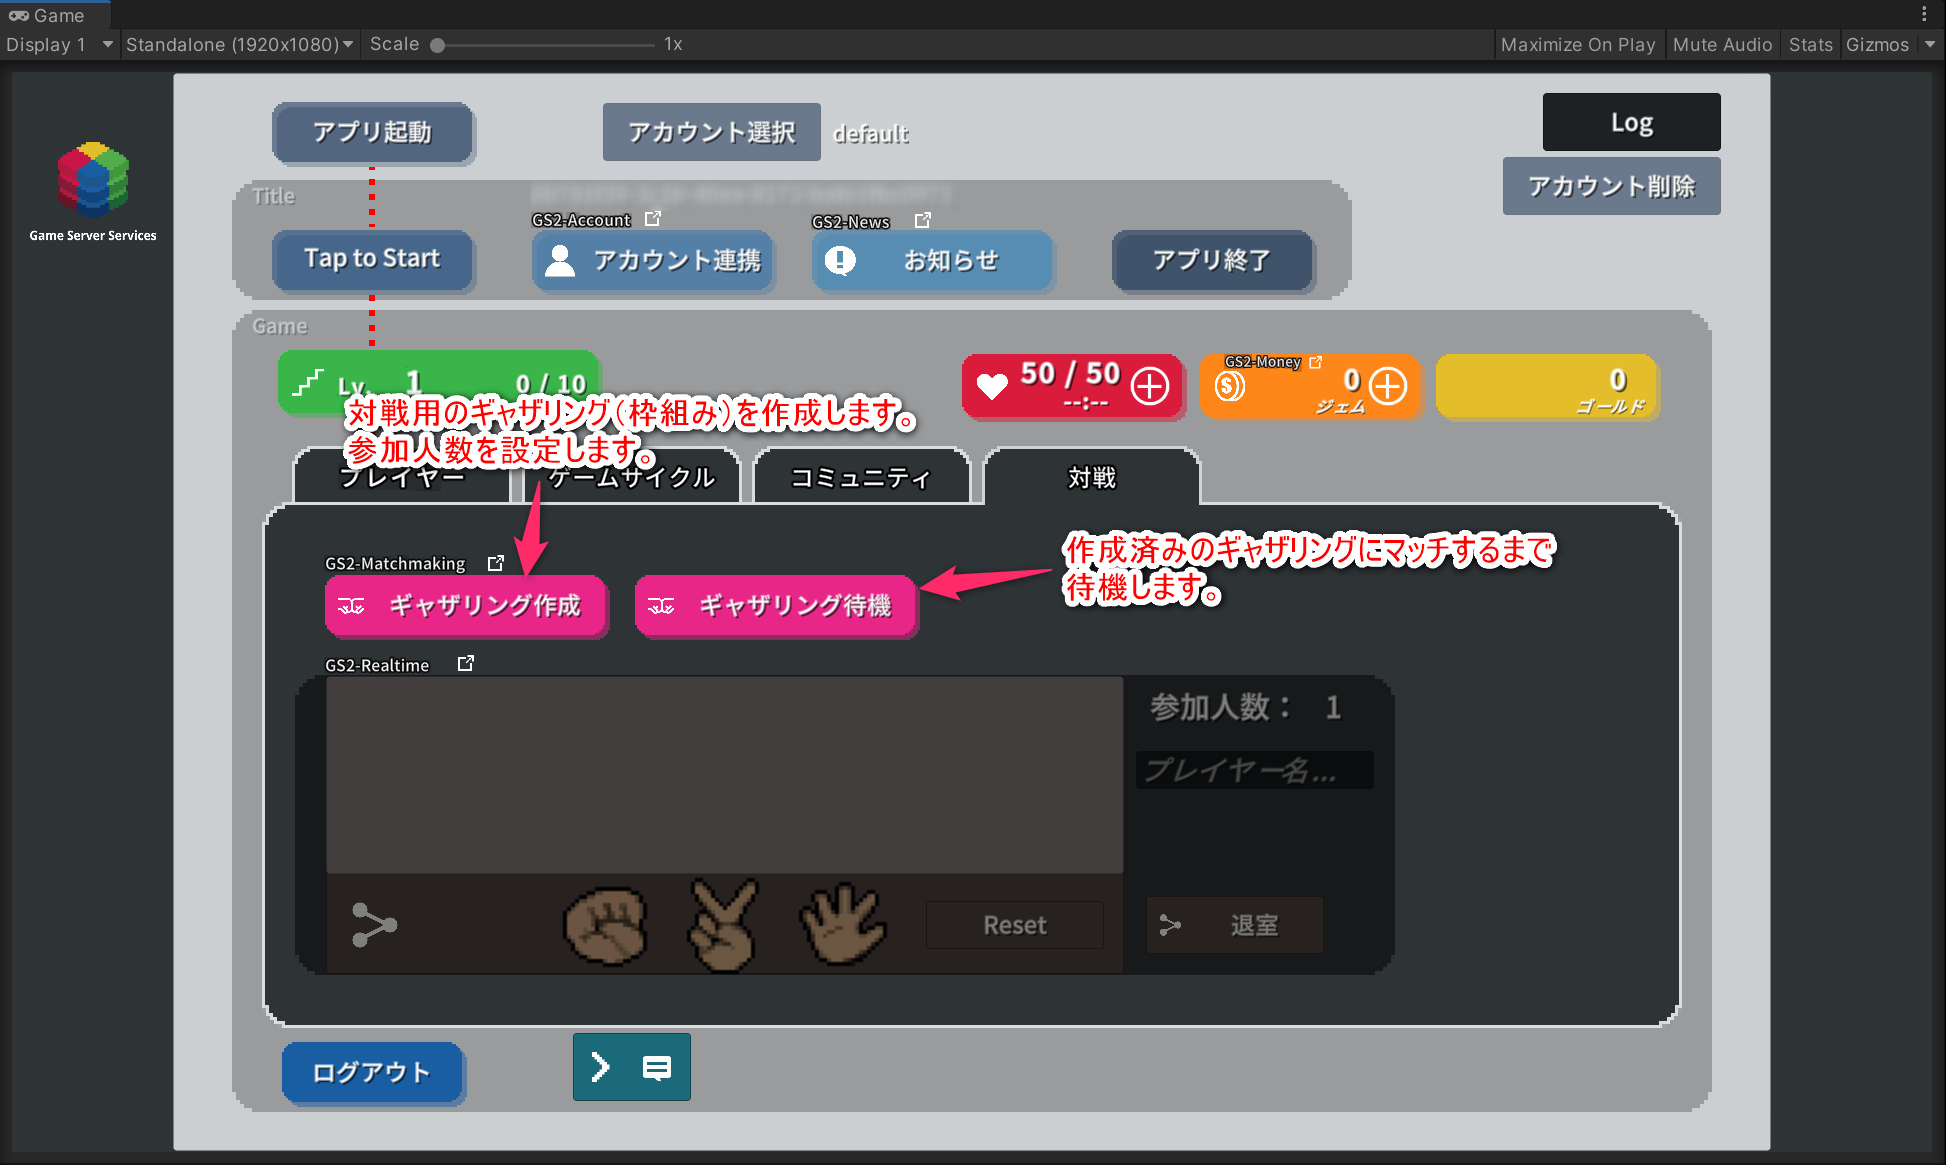 Game
Display 1
Standalone (1920x1080)
Scale
1x
Maximize On Play
Mute Audio
Stats
Gizmos
Game Server Services
アプリ起動
アカウント選択
default
Log
アカウント削除
Title
GS2-Account
GS2-News
Tap to Start
アカウント連携
お知らせ
アプリ終了
Game
Lv. 1
0 / 10
50 / 50
--:--
GS2-Money
0
ジェム
0
ゴールド
対戦用のギャザリング(枠組み)を作成します。
参加人数を設定します。
プレイヤー
ゲームサイクル
コミュニティ
対戦
作成済みのギャザリングにマッチするまで
待機します。
GS2-Matchmaking
ギャザリング作成
ギャザリング待機
GS2-Realtime
参加人数： 1
プレイヤー名...
Reset
退室
ログアウト